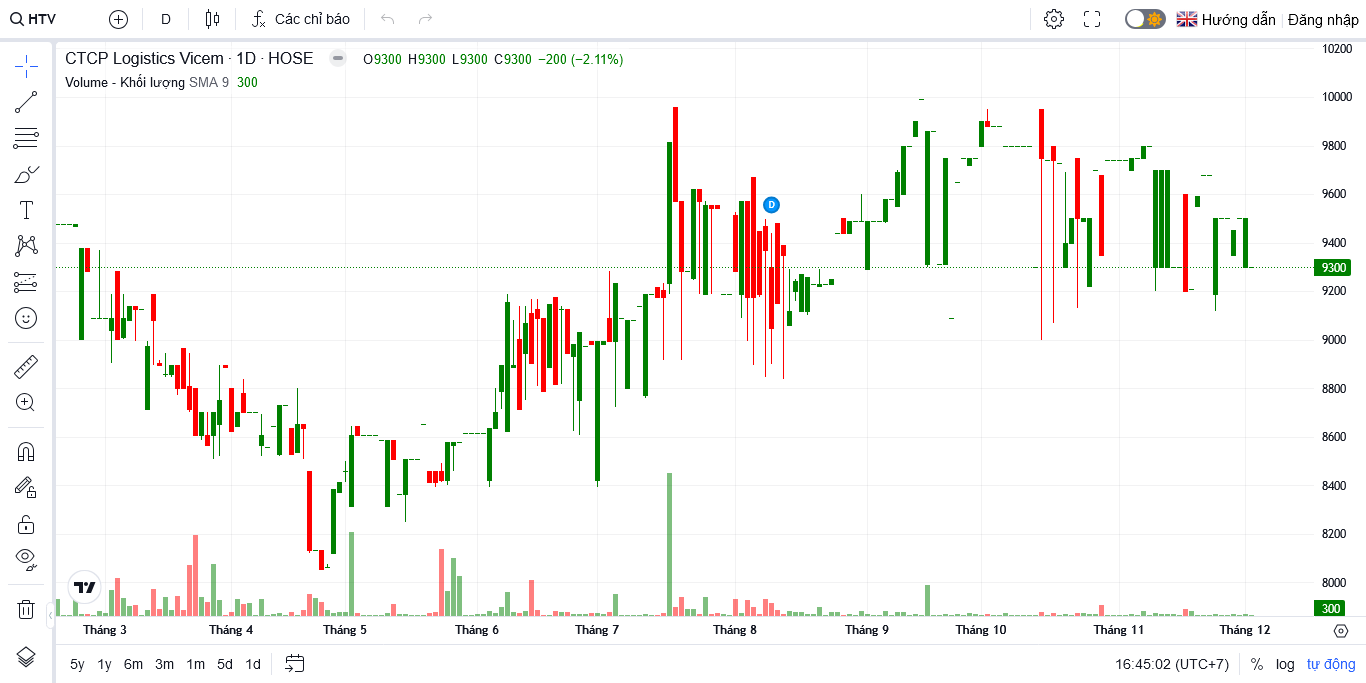 HTV D Các chỉ báo Hướng dẫn Đăng nhập
CTCP Logistics Vicem · 1D · HOSE O9300 H9300 L9300 C9300 −200 (−2.11%)
Volume - Khối lượng SMA 9 300
10200
10000
9800
9600
D
9400
9300
9200
9000
8800
8600
8400
8200
8000
300
Tháng 3 Tháng 4 Tháng 5 Tháng 6 Tháng 7 Tháng 8 Tháng 9 Tháng 10 Tháng 11 Tháng 12
5y 1y 6m 3m 1m 5d 1d 16:45:02 (UTC+7) % log tự động